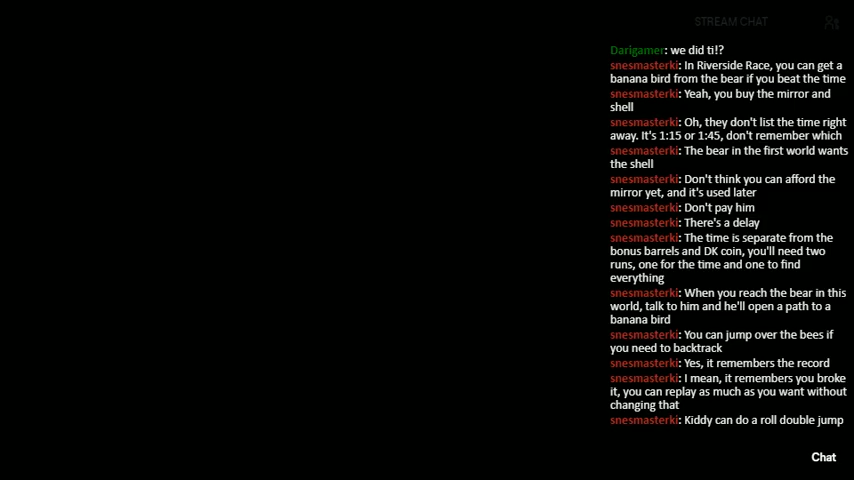 STREAM CHAT
Darigamer: we did ti!?
snesmasterki: In Riverside Race, you can get a
banana bird from the bear if you beat the time
snesmasterki: Yeah, you buy the mirror and
shell
snesmasterki: Oh, they don't list the time right
away. It's 1:15 or 1:45, don't remember which
snesmasterki: The bear in the first world wants
the shell
snesmasterki: Don't think you can afford the
mirror yet, and it's used later
snesmasterki: Don't pay him
snesmasterki: There's a delay
snesmasterki: The time is separate from the
bonus barrels and DK coin, you'll need two
runs, one for the time and one to find
everything
snesmasterki: When you reach the bear in this
world, talk to him and he'll open a path to a
banana bird
snesmasterki: You can jump over the bees if
you need to backtrack
snesmasterki: Yes, it remembers the record
snesmasterki: I mean, it remembers you broke
it, you can replay as much as you want without
changing that
snesmasterki: Kiddy can do a roll double jump
Chat